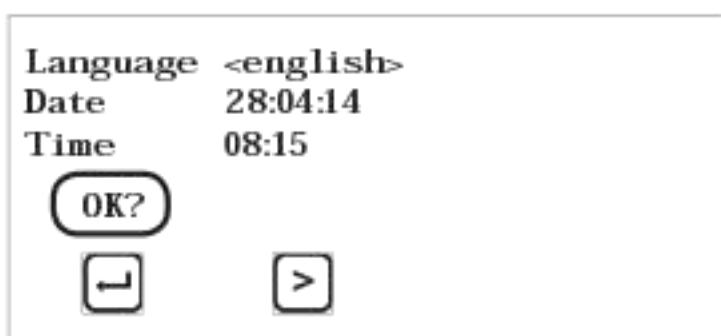 Language <english>
Date 28:04:14
Time 08:15
OK?
↵ >